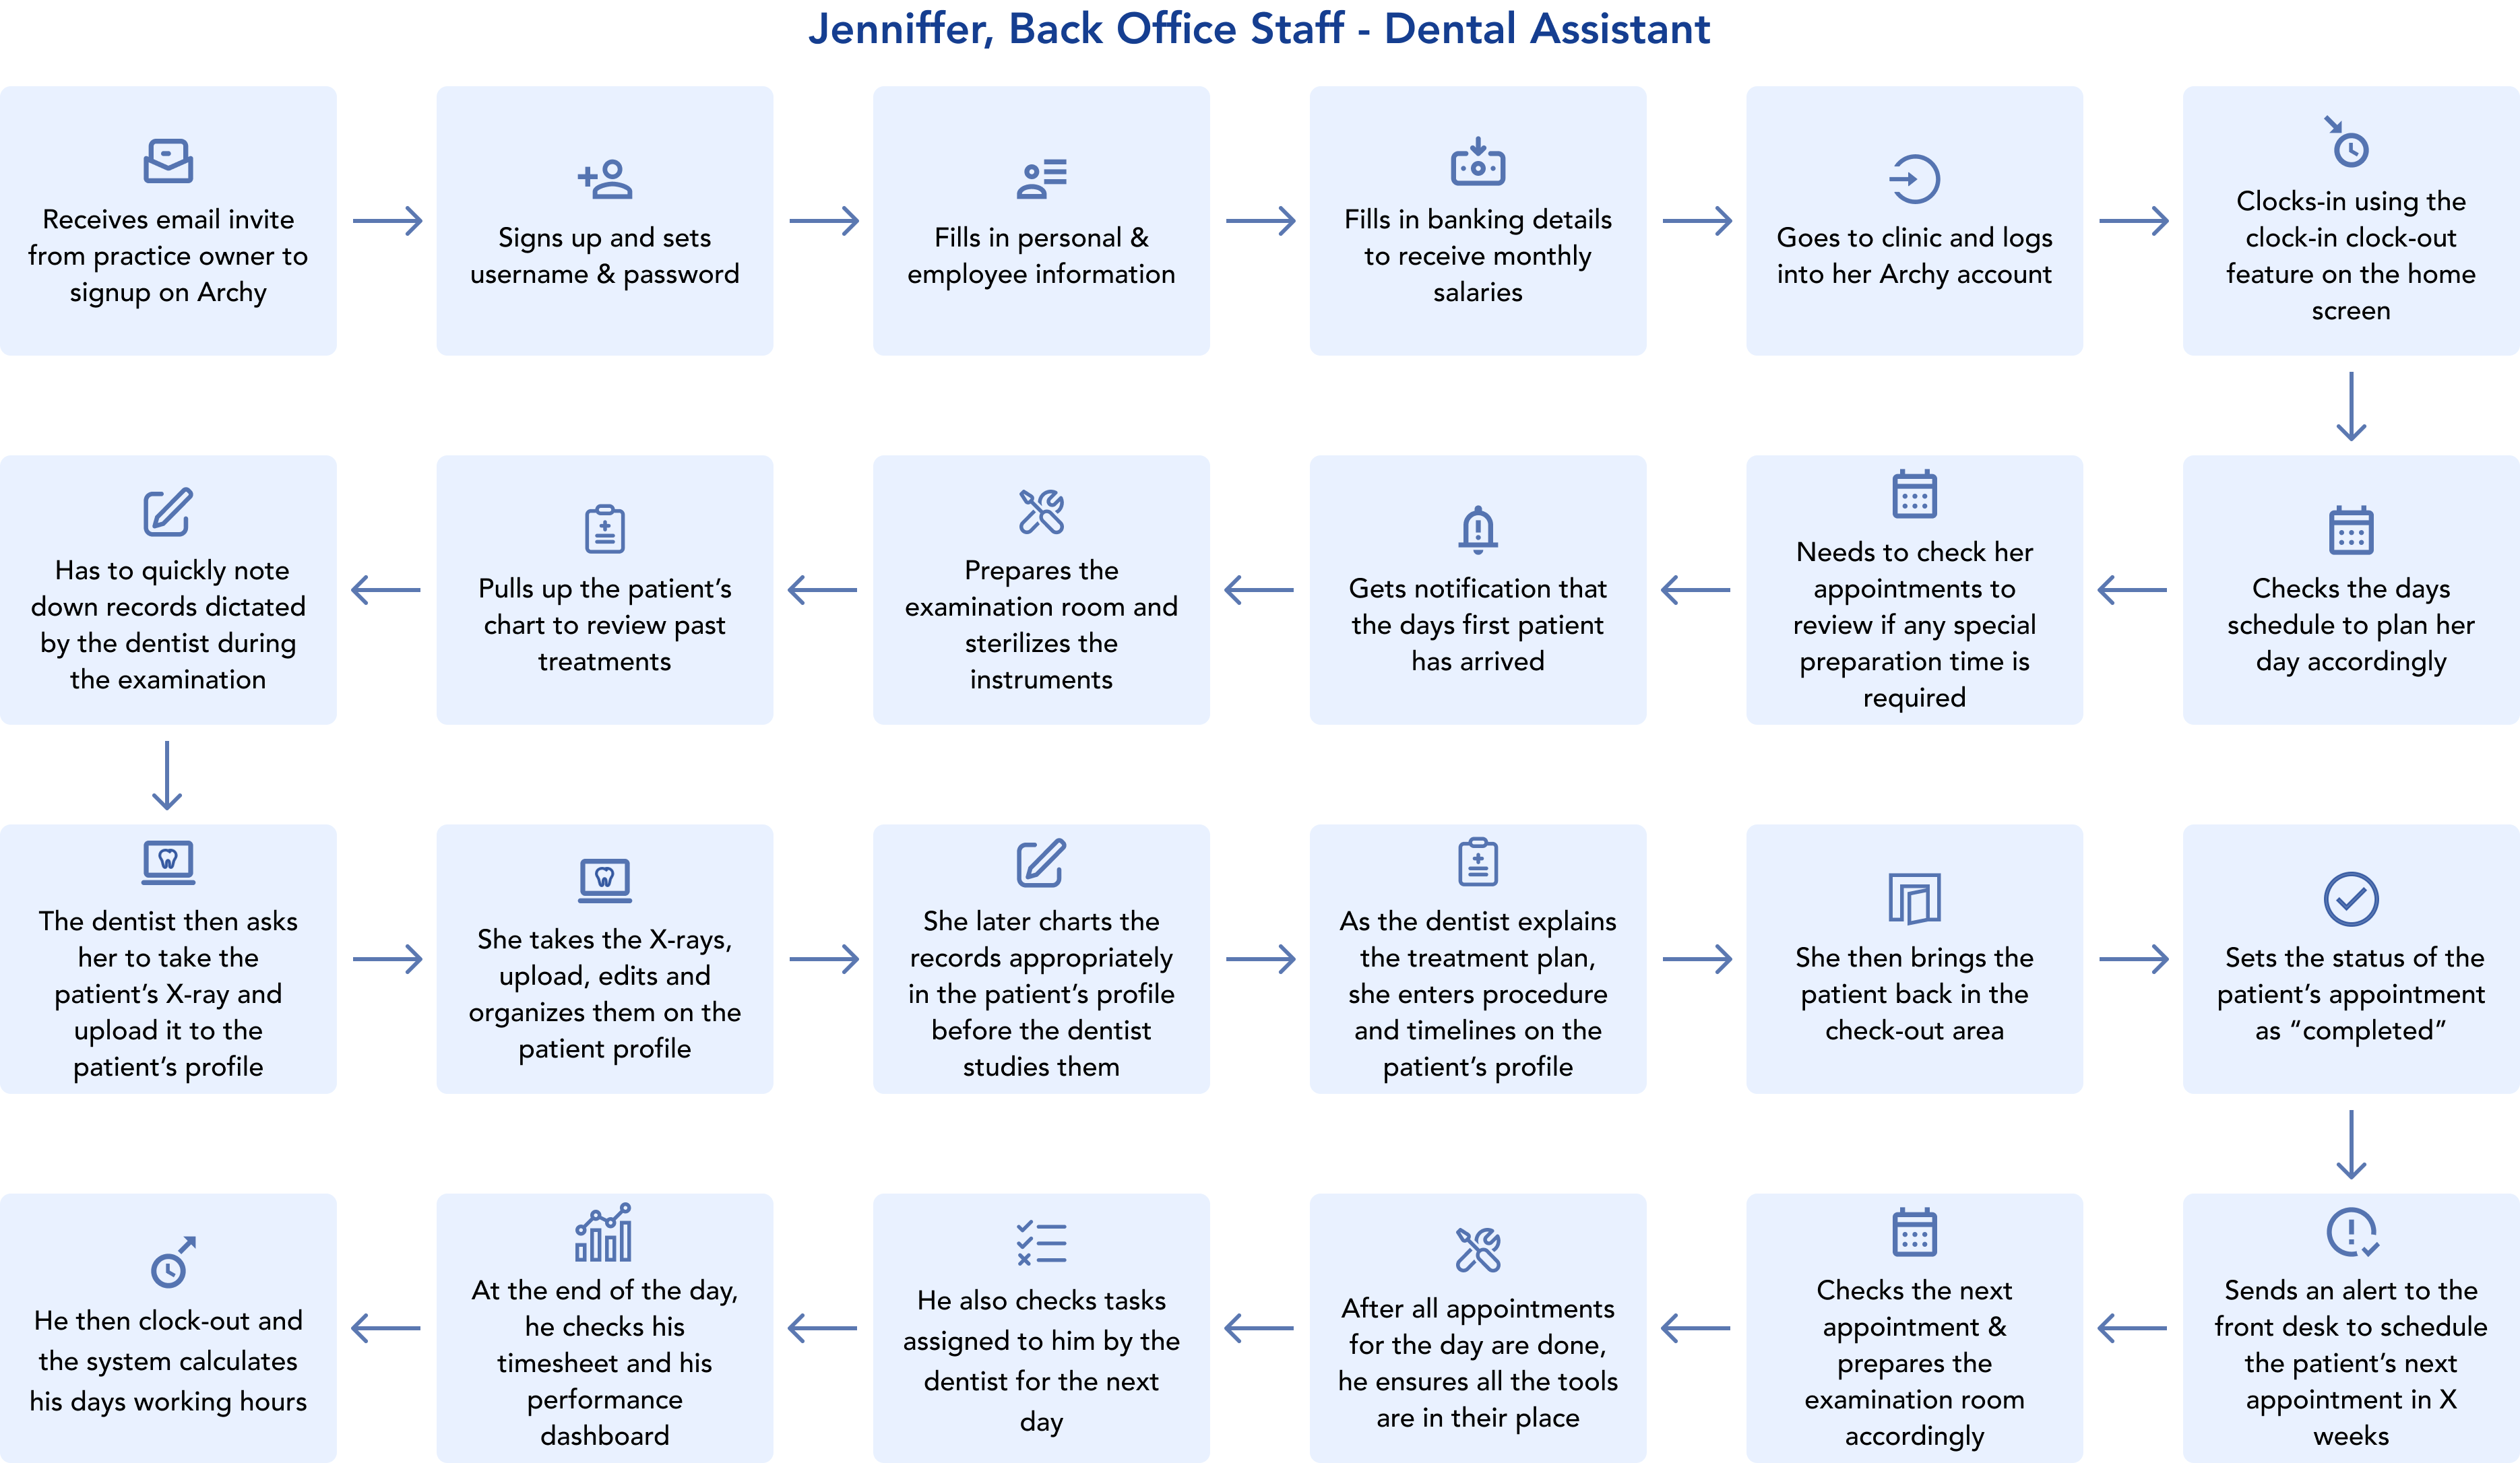 Jenniffer, Back Office Staff - Dental Assistant
Receives email invite
from practice owner to
signup on Archy
Signs up and sets
username & password
Fills in personal &
employee information
Fills in banking details
to receive monthly
salaries
Goes to clinic and logs
into her Archy account
Clocks-in using the
clock-in clock-out
feature on the home
screen
Checks the days
schedule to plan her
day accordingly
Needs to check her
appointments to
review if any special
preparation time is
required
Gets notification that
the days first patient
has arrived
Prepares the
examination room and
sterilizes the
instruments
Pulls up the patient’s
chart to review past
treatments
Has to quickly note
down records dictated
by the dentist during
the examination
The dentist then asks
her to take the
patient’s X-ray and
upload it to the
patient’s profile
She takes the X-rays,
upload, edits and
organizes them on the
patient profile
She later charts the
records appropriately
in the patient’s profile
before the dentist
studies them
As the dentist explains
the treatment plan,
she enters procedure
and timelines on the
patient’s profile
She then brings the
patient back in the
check-out area
Sets the status of the
patient’s appointment
as “completed”
Sends an alert to the
front desk to schedule
the patient’s next
appointment in X
weeks
Checks the next
appointment &
prepares the
examination room
accordingly
After all appointments
for the day are done,
he ensures all the tools
are in their place
He also checks tasks
assigned to him by the
dentist for the next
day
At the end of the day,
he checks his
timesheet and his
performance
dashboard
He then clock-out and
the system calculates
his days working hours